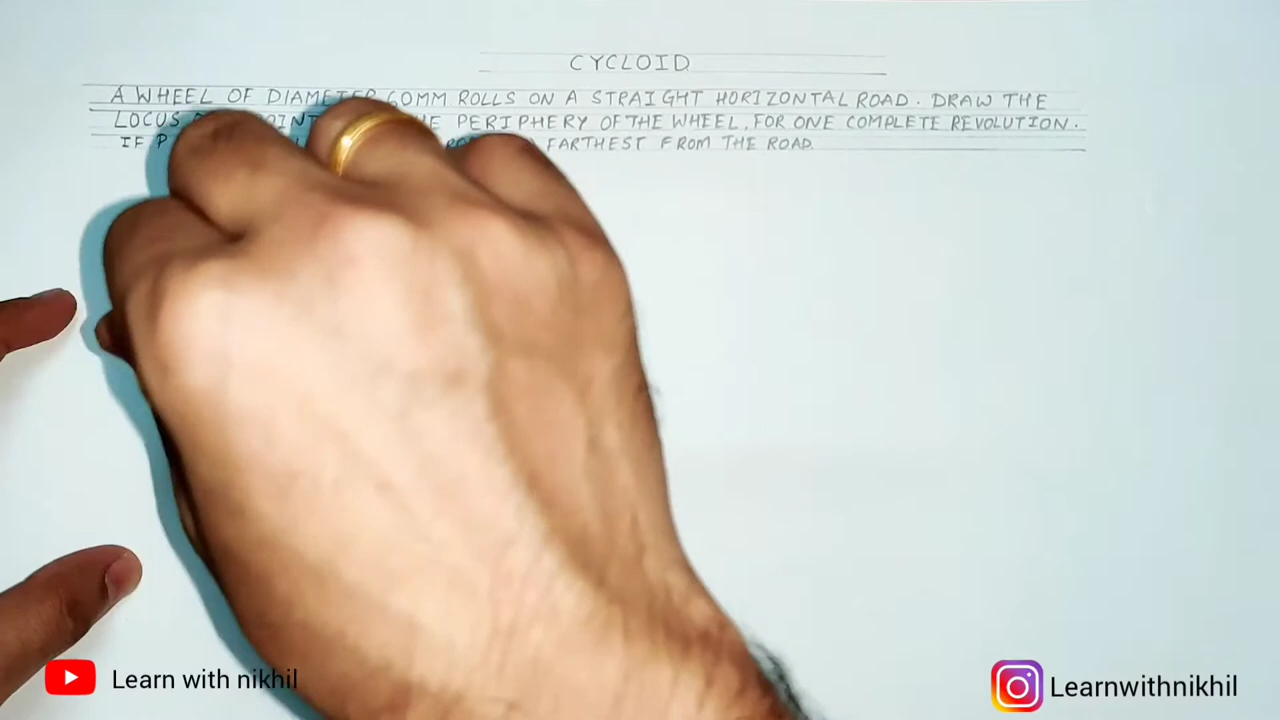 CYCLOID
A WHEEL OF DIAMETER 60MM ROLLS ON A STRAIGHT HORIZONTAL ROAD. DRAW THE
LOCUS PERIPHERY OF THE WHEEL, FOR ONE COMPLETE REVOLUTION.
IF FARTHEST FROM THE ROAD.
Learn with nikhil
Learnwithnikhil